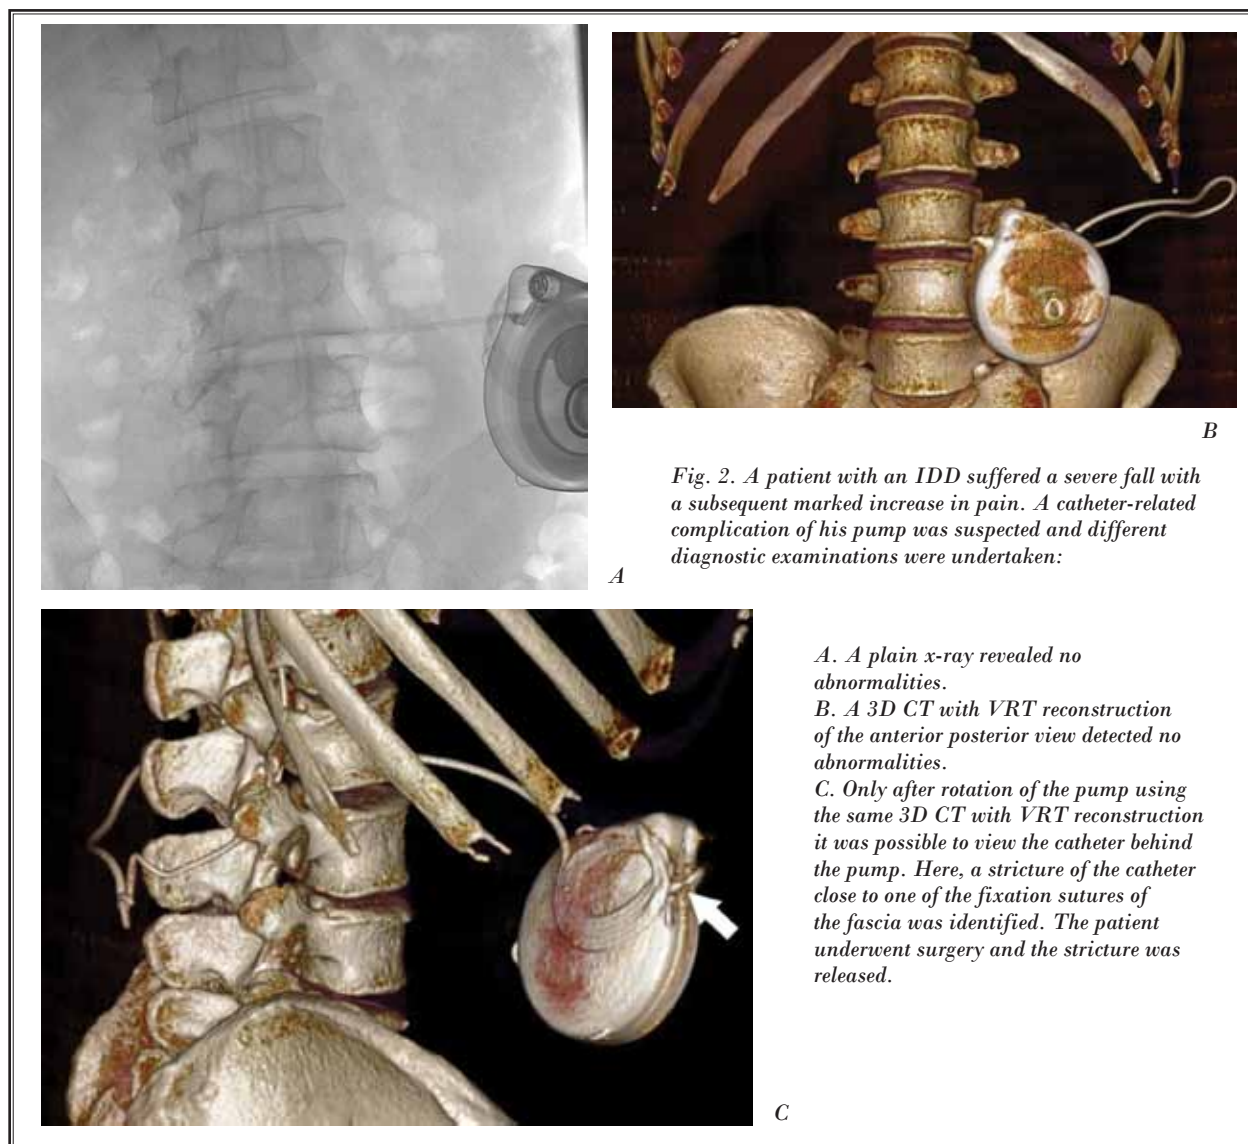 B
Fig. 2. A patient with an IDD suffered a severe fall with
a subsequent marked increase in pain. A catheter-related
complication of his pump was suspected and different
diagnostic examinations were undertaken:
A
A. A plain x-ray revealed no
abnormalities.
B. A 3D CT with VRT reconstruction
of the anterior posterior view detected no
abnormalities.
C. Only after rotation of the pump using
the same 3D CT with VRT reconstruction
it was possible to view the catheter behind
the pump. Here, a stricture of the catheter
close to one of the fixation sutures of
the fascia was identified. The patient
underwent surgery and the stricture was
released.
C